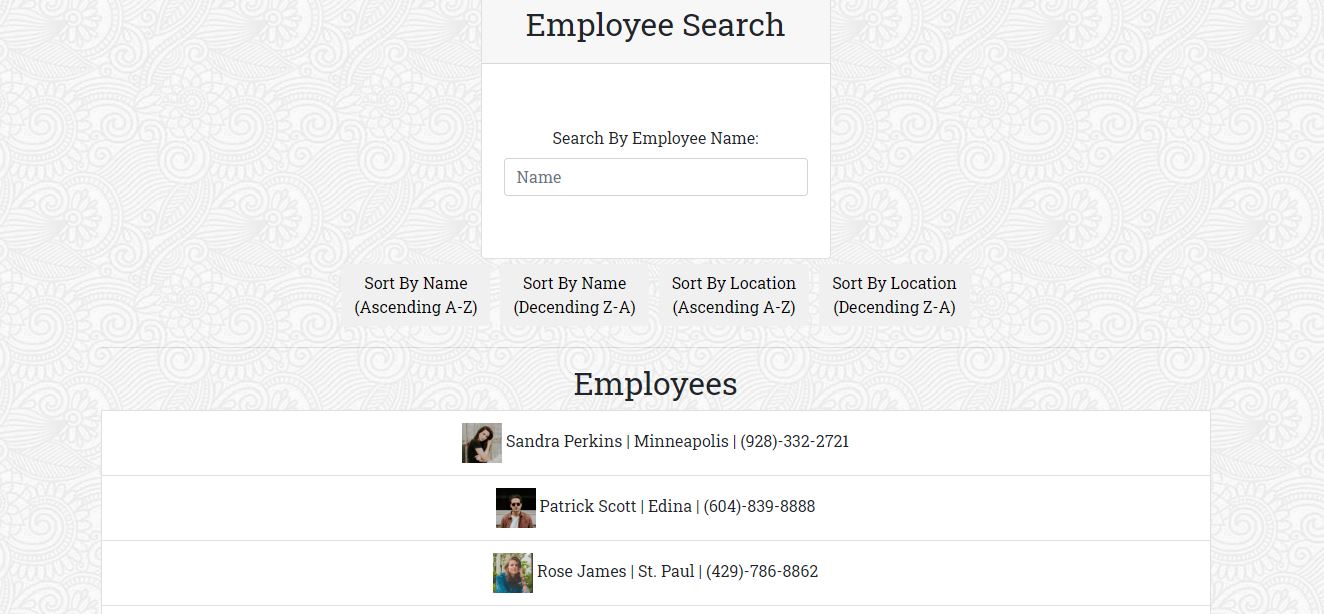 Employee Search
Search By Employee Name:
Name
Sort By Name
(Ascending A-Z)
Sort By Name
(Decending Z-A)
Sort By Location
(Ascending A-Z)
Sort By Location
(Decending Z-A)
Employees
Sandra Perkins | Minneapolis | (928)-332-2721
Patrick Scott | Edina | (604)-839-8888
Rose James | St. Paul | (429)-786-8862